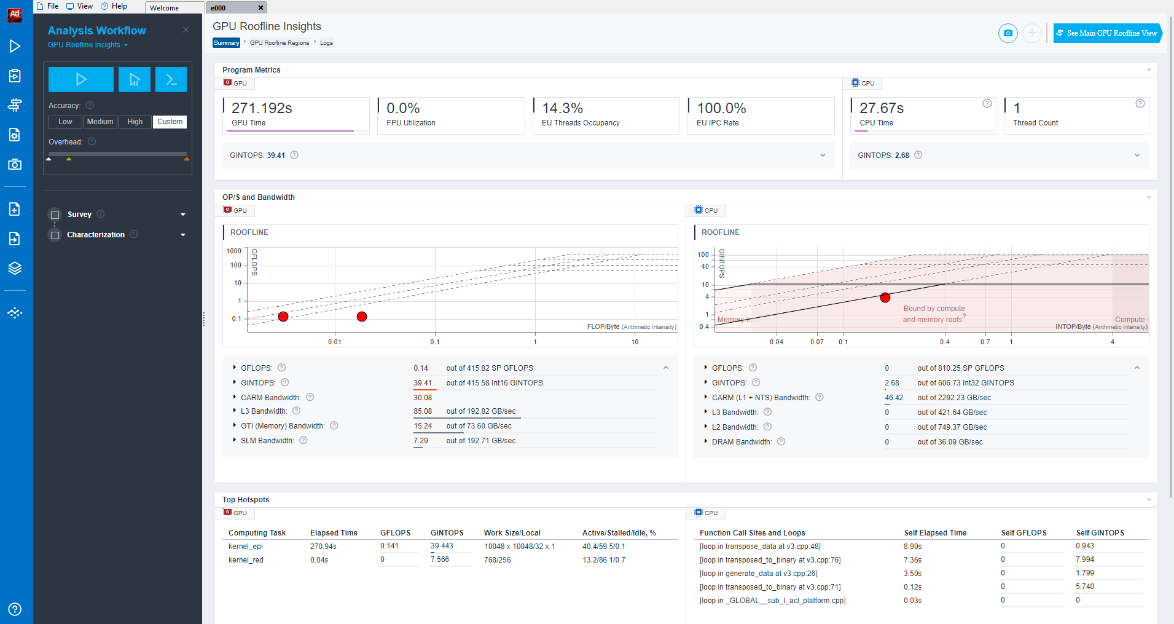 File View Help Welcome e000
Analysis Workflow
GPU Roofline Insights
Accuracy:
Low Medium High Custom
Overhead:
Survey
Characterization
GPU Roofline Insights
Summary GPU Roofline Regions Logs
See Main GPU Roofline View
Program Metrics
GPU
271.192s
GPU Time
0.0%
FPU Utilization
14.3%
EU Threads Occupancy
100.0%
EU IPC Rate
GINTOPS: 39.41
CPU
27.67s
CPU Time
1
Thread Count
GINTOPS: 2.68
OP/S and Bandwidth
GPU
ROOFLINE
GFLOPS
1000
100
10
1
0.1
FLOP/Byte (Arithmetic Intensity)
0.01 0.1 1 10
GFLOPS: 0.14 out of 415.82 SP GFLOPS
GINTOPS: 39.41 out of 415.58 Int16 GINTOPS
CARM Bandwidth: 30.08
L3 Bandwidth: 85.08 out of 192.82 GB/sec
GTI (Memory) Bandwidth: 15.24 out of 73.60 GB/sec
SLM Bandwidth: 7.29 out of 192.71 GB/sec
CPU
ROOFLINE
GINTOPS
100
40
10
4
1
0.4
Memory
Bound by compute
and memory roofs?
Compute
INTOP/Byte (Arithmetic Intensity)
0.04 0.07 0.1 0.4 0.7 1 4
GFLOPS: 0 out of 810.25 SP GFLOPS
GINTOPS: 2.68 out of 606.73 Int32 GINTOPS
CARM (L1 + NTS) Bandwidth: 46.42 out of 2292.23 GB/sec
L3 Bandwidth: 0 out of 421.64 GB/sec
L2 Bandwidth: 0 out of 749.37 GB/sec
DRAM Bandwidth: 0 out of 36.09 GB/sec
Top Hotspots
GPU
Computing Task Elapsed Time GFLOPS GINTOPS Work Size/Local Active/Stalled/Idle, %
kernel_epi 270.94s 0.141 39.443 10048 x 10048/32 x 1 40.4/59.5/0.1
kernel_red 0.04s 0 7.566 768/256 13.2/86.1/0.7
CPU
Function Call Sites and Loops Self Elapsed Time Self GFLOPS Self GINTOPS
[loop in transpose_data at v3.cpp:48] 8.90s 0 0.943
[loop in transposed_to_binary at v3.cpp:76] 7.36s 0 7.994
[loop in generate_data at v3.cpp:26] 3.50s 0 1.799
[loop in transposed_to_binary at v3.cpp:71] 0.12s 0 5.740
[loop in _GLOBAL__sub_I_acl_platform.cpp] 0.03s 0 0